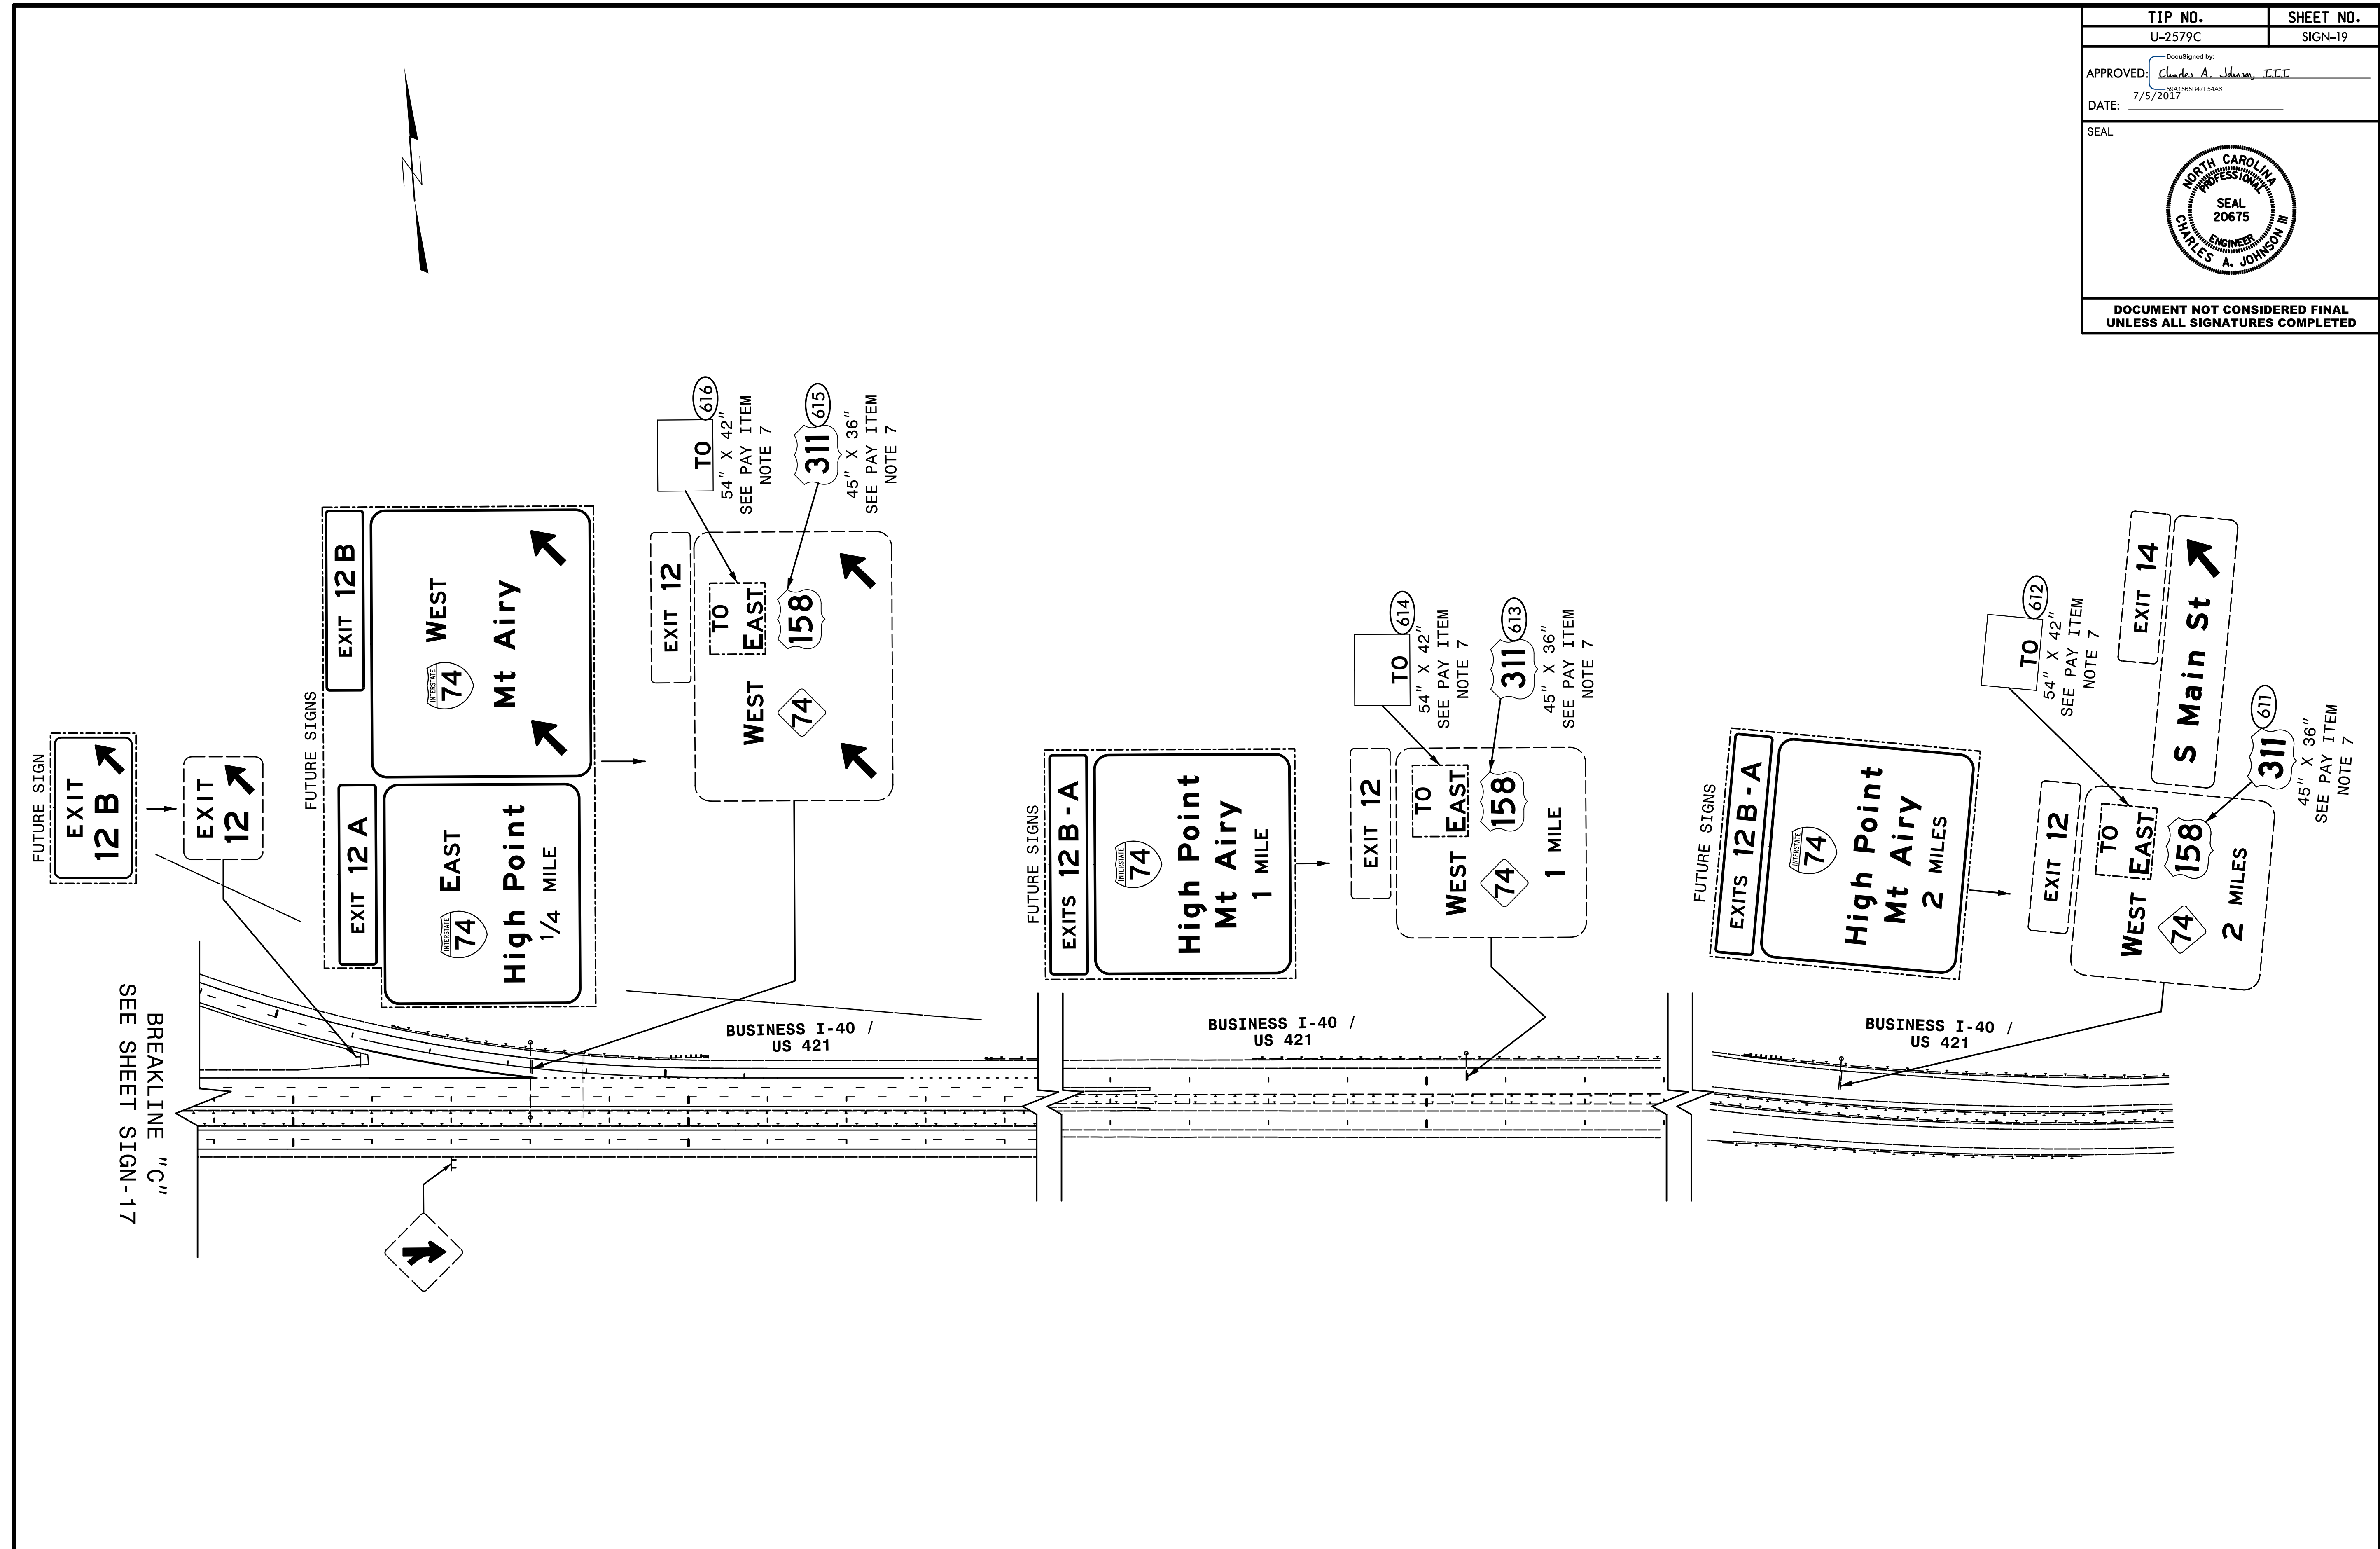 TIP NO.
SHEET NO.
U-2579C
SIGN-19
DocuSigned by:
APPROVED: Charles A. Johnson, III
59A1565B47F54A6...
DATE: 7/5/2017
SEAL
NORTH CAROLINA
PROFESSIONAL
SEAL
20675
ENGINEER
CHARLES A. JOHNSON III
DOCUMENT NOT CONSIDERED FINAL
UNLESS ALL SIGNATURES COMPLETED
FUTURE SIGN
EXIT
12 B
EXIT
12
FUTURE SIGNS
EXIT 12 A
INTERSTATE
74 EAST
High Point
1/4 MILE
EXIT 12 B
INTERSTATE
74 WEST
Mt Airy
616
TO
54" X 42"
SEE PAY ITEM
NOTE 7
615
311
45" X 36"
SEE PAY ITEM
NOTE 7
EXIT 12
TO
WEST EAST
74 158
FUTURE SIGNS
EXITS 12 B-A
INTERSTATE
74
High Point
Mt Airy
1 MILE
614
TO
54" X 42"
SEE PAY ITEM
NOTE 7
613
311
45" X 36"
SEE PAY ITEM
NOTE 7
EXIT 12
TO
WEST EAST
74 158
1 MILE
FUTURE SIGNS
EXITS 12 B-A
INTERSTATE
74
High Point
Mt Airy
2 MILES
612
TO
54" X 42"
SEE PAY ITEM
NOTE 7
EXIT 14
S Main St
611
311
45" X 36"
SEE PAY ITEM
NOTE 7
EXIT 12
TO
WEST EAST
74 158
2 MILES
BUSINESS I-40 /
US 421
BUSINESS I-40 /
US 421
BUSINESS I-40 /
US 421
BREAKLINE "C"
SEE SHEET SIGN-17
N